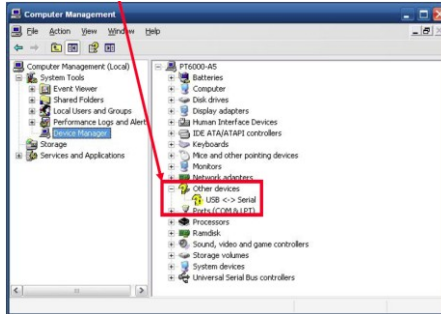 Computer Management
File Action View Window Help
Computer Management (Local)
System Tools
Event Viewer
Shared Folders
Local Users and Groups
Performance Logs and Alert
Device Manager
Storage
Services and Applications
PT6000-A5
Batteries
Computer
Disk drives
Display adapters
Human Interface Devices
IDE ATA/ATAPI controllers
Keyboards
Mice and other pointing devices
Monitors
Network adapters
Other devices
USB <-> Serial
Ports (COM & LPT)
Processors
Ramdisk
Sound, video and game controllers
Storage volumes
System devices
Universal Serial Bus controllers